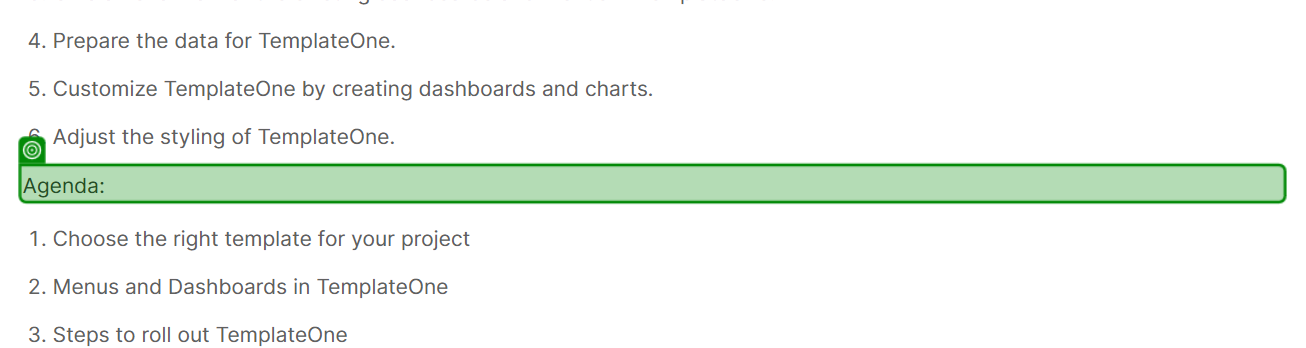 4. Prepare the data for TemplateOne.
5. Customize TemplateOne by creating dashboards and charts.
6. Adjust the styling of TemplateOne.
Agenda:
1. Choose the right template for your project
2. Menus and Dashboards in TemplateOne
3. Steps to roll out TemplateOne